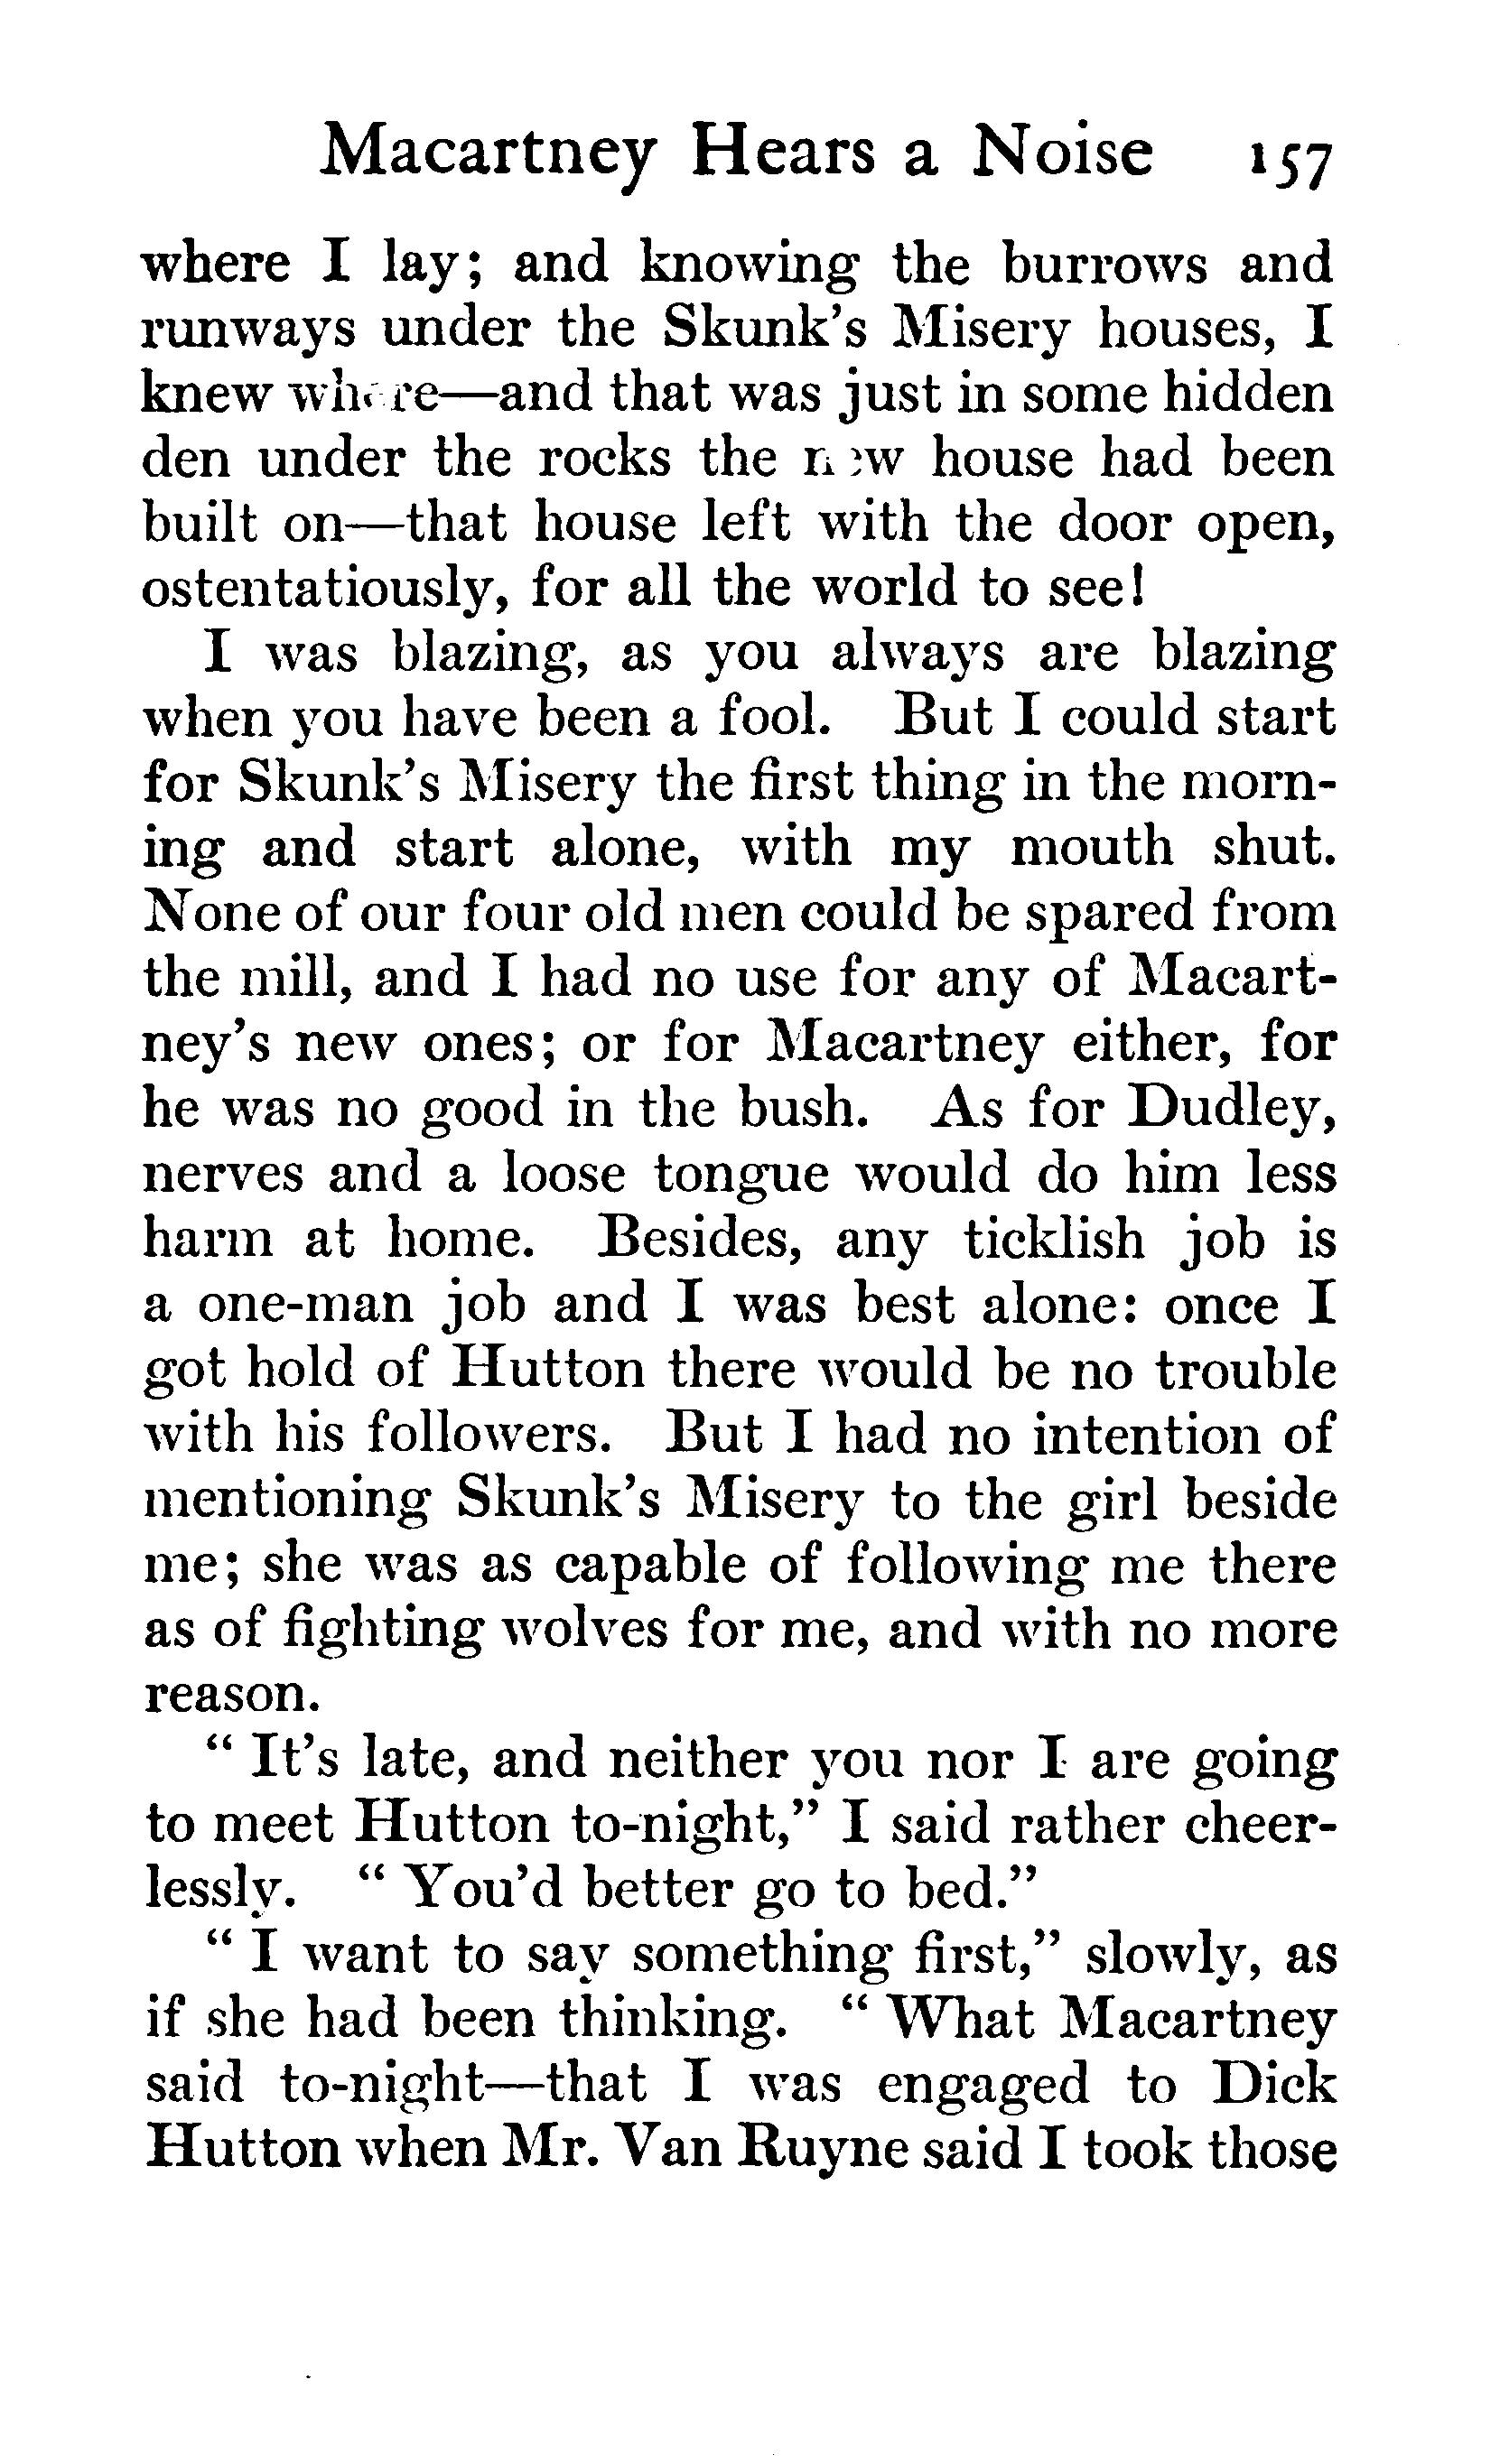 Macartney Hears a Noise 157
where I lay; and knowing the burrows and
runways under the Skunk's Misery houses, I
knew where—and that was just in some hidden
den under the rocks the new house had been
built on—that house left with the door open,
ostentatiously, for all the world to see!
I was blazing, as you always are blazing
when you have been a fool. But I could start
for Skunk's Misery the first thing in the morn-
ing and start alone, with my mouth shut.
None of our four old men could be spared from
the mill, and I had no use for any of Macart-
ney's new ones; or for Macartney either, for
he was no good in the bush. As for Dudley,
nerves and a loose tongue would do him less
harm at home. Besides, any ticklish job is
a one-man job and I was best alone: once I
got hold of Hutton there would be no trouble
with his followers. But I had no intention of
mentioning Skunk's Misery to the girl beside
me; she was as capable of following me there
as of fighting wolves for me, and with no more
reason.
" It's late, and neither you nor I are going
to meet Hutton to-night," I said rather cheer-
lessly. " You'd better go to bed."
" I want to say something first," slowly, as
if she had been thinking. " What Macartney
said to-night—that I was engaged to Dick
Hutton when Mr. Van Ruyne said I took those